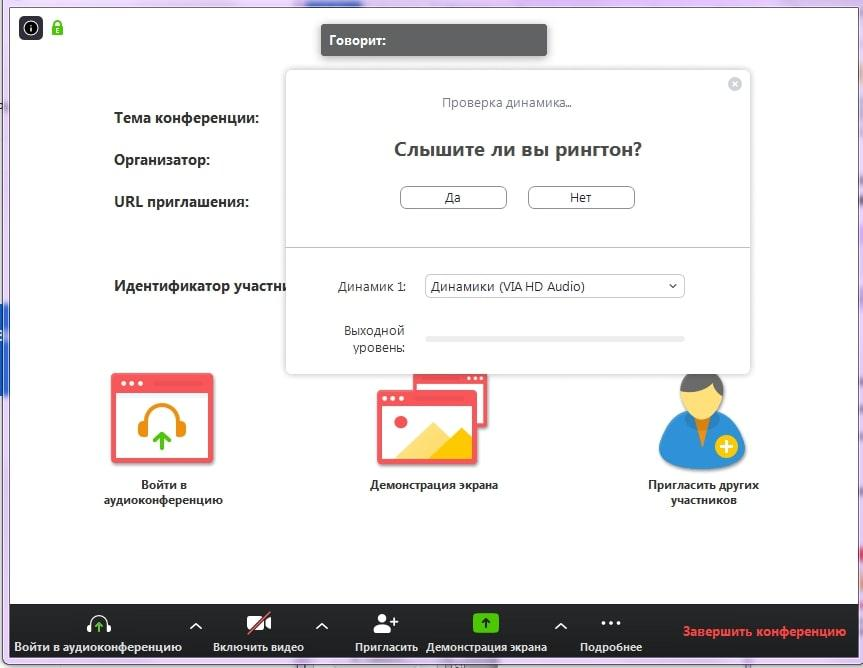 Говорит:
Проверка динамика...
Слышите ли вы рингтон?
Да Нет
Тема конференции:
Организатор:
URL приглашения:
Идентификатор
Динамик 1: Динамики (VIA HD Audio)
Выходной
уровень:
Войти в
аудиоконференцию
Демонстрация экрана
Пригласить других
участников
Войти в аудиоконференцию Включить видео Пригласить Демонстрация экрана Подробнее Завершить конференцию